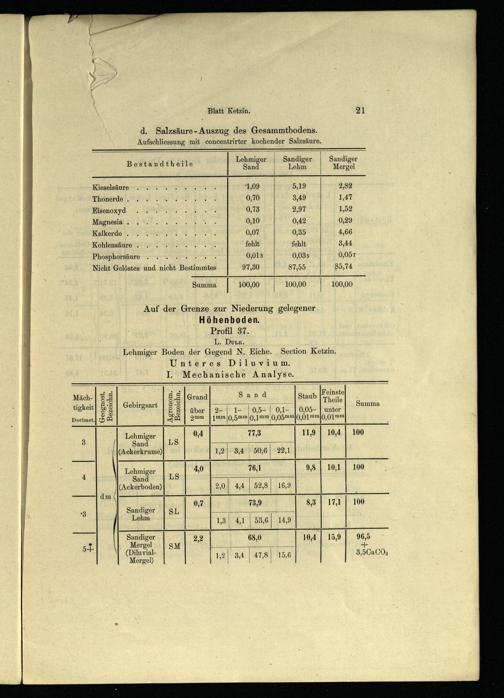 Blatt Ketzin. 21
d. Salzsäure-Auszug des Gesammtbodens.
Aufschliessung mit concentrirter kochender Salzsäure.
Bestandtheile Lehmiger Sand Sandiger Lehm Sandiger Mergel
Kieselsäure . . . . . . . . . 1,09 5,19 2,82
Thonerde . . . . . . . . . . 0,70 3,49 1,47
Eisenoxyd . . . . . . . . . 0,73 2,97 1,52
Magnesia . . . . . . . . . . 0,10 0,42 0,29
Kalkerde . . . . . . . . . . 0,07 0,35 4,66
Kohlensäure . . . . . . . . . fehlt fehlt 3,44
Phosphorsäure . . . . . . . . 0,013 0,033 0,057
Nicht Gelöstes und nicht Bestimmtes 97,30 87,55 85,74
Summa 100,00 100,00 100,00
Auf der Grenze zur Niederung gelegener
Höhenboden.
Profil 37.
L. Dulk.
Lehmiger Boden der Gegend N. Eiche. Section Ketzin.
Unteres Diluvium.
I. Mechanische Analyse.
Mäch-tigkeit Decimet. Geognost. Bezeichn. Gebirgsart Agronom. Bezeichn. Grand über 2mm Sand Staub 0,05-0,01mm Feinste Theile unter 0,01mm Summa
2-1mm 1-0,5mm 0,5-0,1mm 0,1-0,05mm
3 Lehmiger Sand (Ackerkrume) LS 0,4 77,3 11,9 10,4 100
1,2 3,4 50,6 22,1
4 Lehmiger Sand (Ackerboden) LS 4,0 76,1 9,8 10,1 100
2,0 4,4 52,8 16,9
dm
3 Sandiger Lehm SL 0,7 73,9 8,3 17,1 100
1,3 4,1 53,6 14,9
5+ Sandiger Mergel (Diluvial-Mergel) SM 2,2 68,0 10,4 15,9 96,5 + 3,5CaCO3
1,2 3,4 47,8 15,6